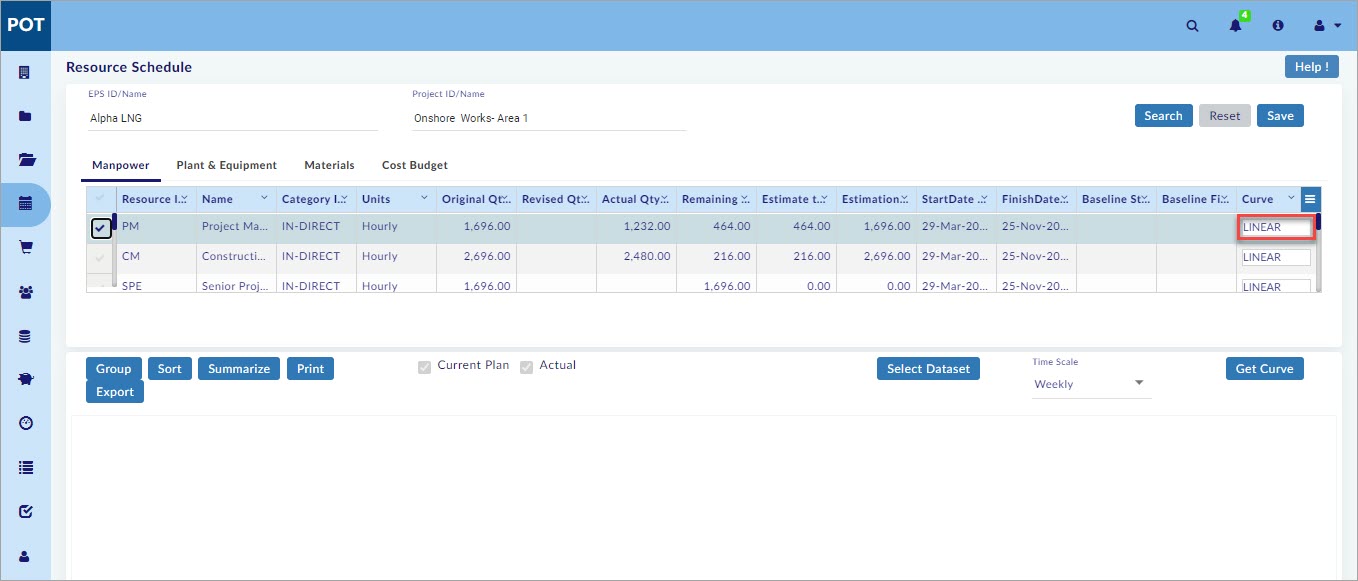 POT
4
Resource Schedule
Help !
EPS ID/Name
Project ID/Name
Alpha LNG
Onshore Works- Area 1
Search Reset Save
Manpower Plant & Equipment Materials Cost Budget
Resource I... Name Category I... Units Original Qt... Revised Qt... Actual Qty... Remaining ... Estimate t... Estimation... StartDate ... FinishDate... Baseline St... Baseline Fi... Curve
PM Project Ma... IN-DIRECT Hourly 1,696.00 1,232.00 464.00 464.00 1,696.00 29-Mar-20... 25-Nov-20... LINEAR
CM Constructi... IN-DIRECT Hourly 2,696.00 2,480.00 216.00 216.00 2,696.00 29-Mar-20... 25-Nov-20... LINEAR
SPE Senior Proj... IN-DIRECT Hourly 1,696.00 1,696.00 0.00 0.00 29-Mar-20... 25-Nov-20... LINEAR
Group Sort Summarize Print
Export
Current Plan Actual
Select Dataset
Time Scale
Weekly
Get Curve